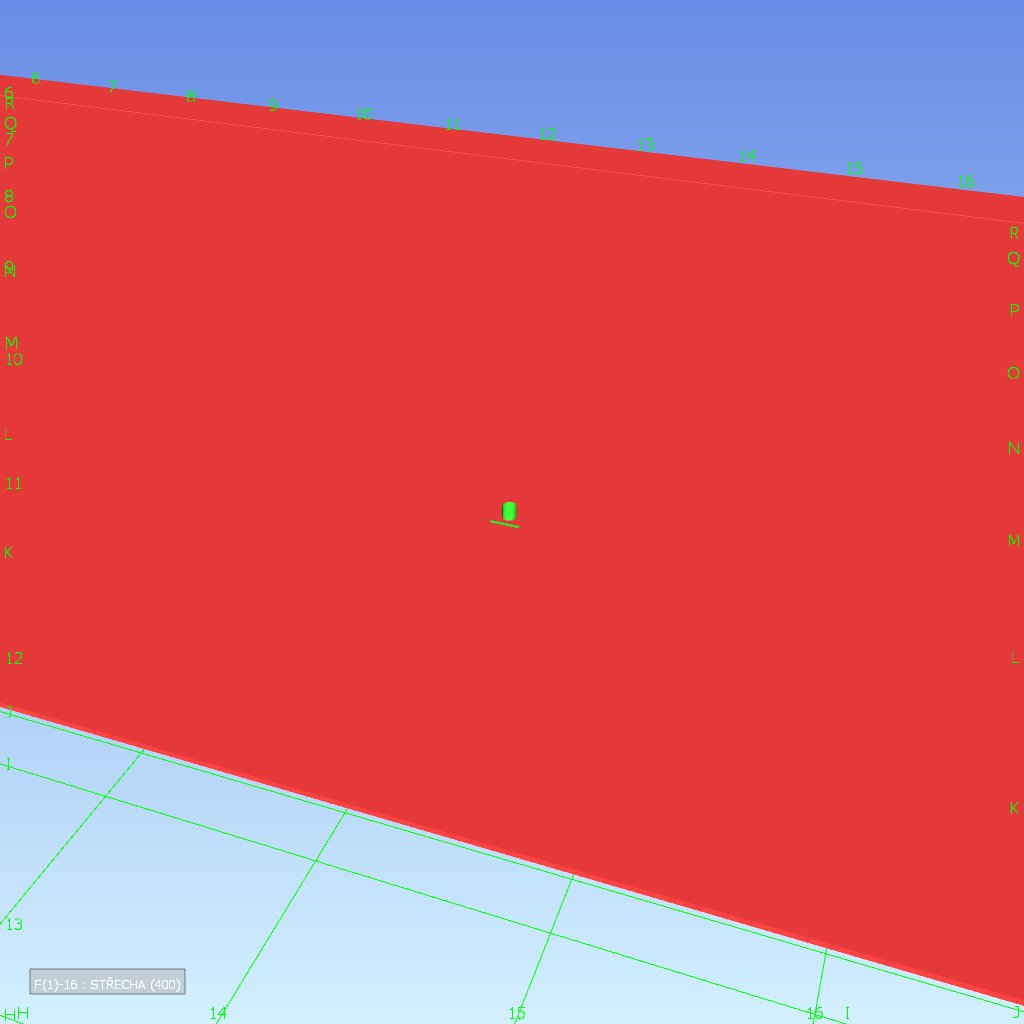 6 7 8 9 10 11 12 13 14 15 16
6
R
Q
7
P
8
O
9
N
M
10
L
11
K
12
J
I
13
R
Q
P
O
N
M
L
K
F(1)-16 : STŘECHA (400)
H H 14 15 16 I J